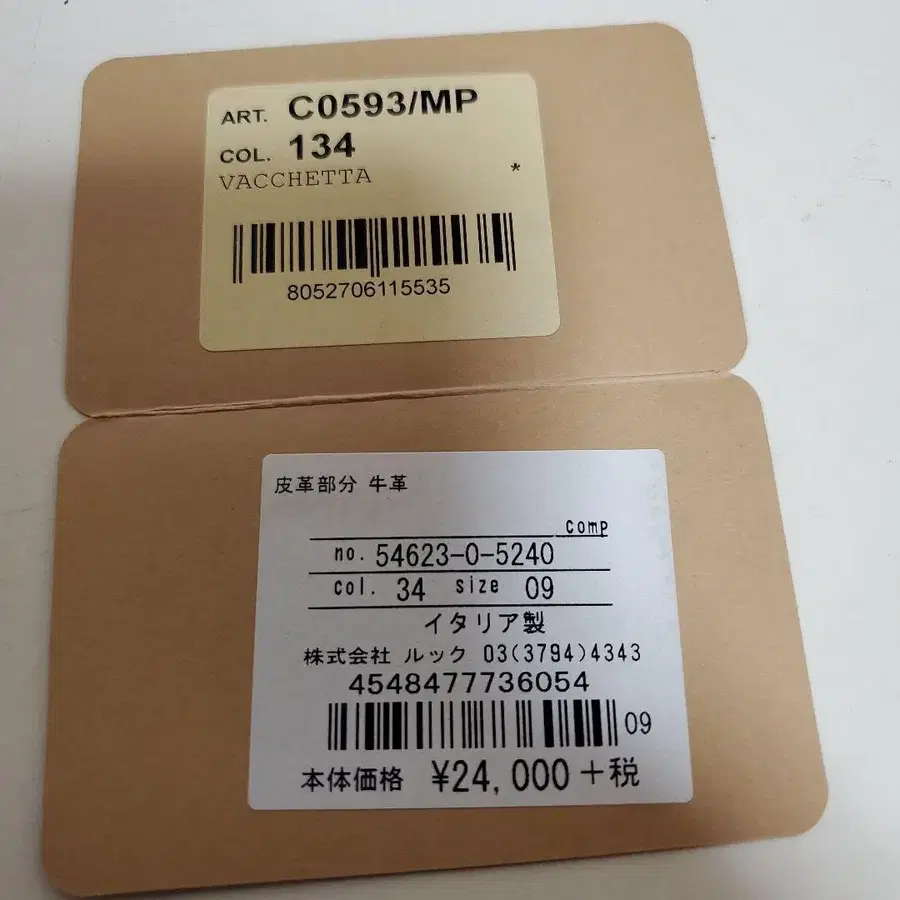 ART. C0593/MP
COL. 134
VACCHETTA *
8052706115535
皮革部分 牛革
comp
no. 54623-0-5240
col. 34 size 09
イタリア製
株式会社 ルック 03(3794)4343
4548477736054
09
本体価格 ¥24,000+税